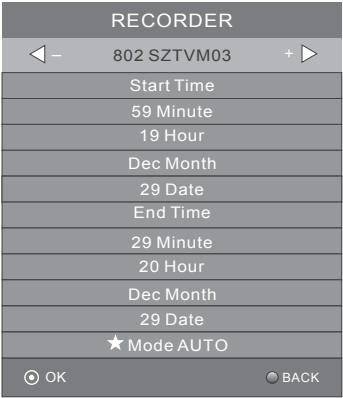 RECORDER
– 802 SZTVM03 +
Start Time
59 Minute
19 Hour
Dec Month
29 Date
End Time
29 Minute
20 Hour
Dec Month
29 Date
★ Mode AUTO
OK BACK